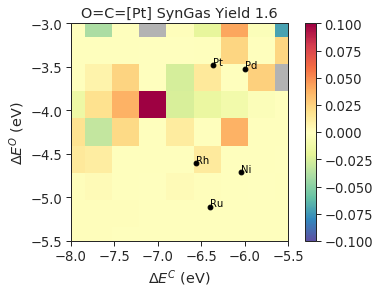 O=C=[Pt] SynGas Yield 1.6
−3.0
−3.5
−4.0
−4.5
−5.0
−5.5
ΔE^O (eV)
Pt
Pd
Rh
Ni
Ru
−8.0 −7.5 −7.0 −6.5 −6.0 −5.5
ΔE^C (eV)
0.100
0.075
0.050
0.025
0.000
−0.025
−0.050
−0.075
−0.100